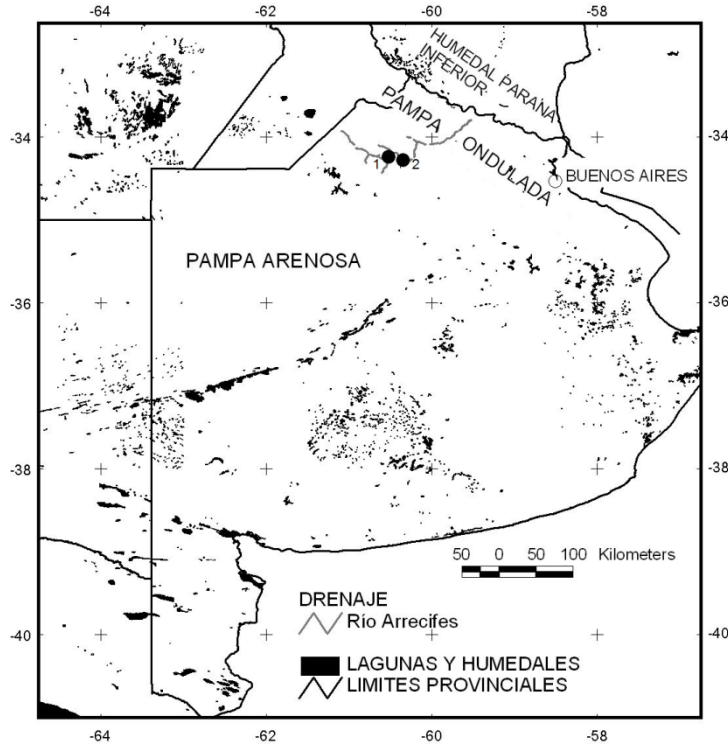 -64 -62 -60 -58
HUMEDAL PARANA
INFERIOR
PAMPA ONDULADA
-34 -34
1 2
BUENOS AIRES
PAMPA ARENOSA
-36 -36
-38 -38
50 0 50 100 Kilometers
DRENAJE
Río Arrecifes
-40 -40
LAGUNAS Y HUMEDALES
LIMITES PROVINCIALES
-64 -62 -60 -58